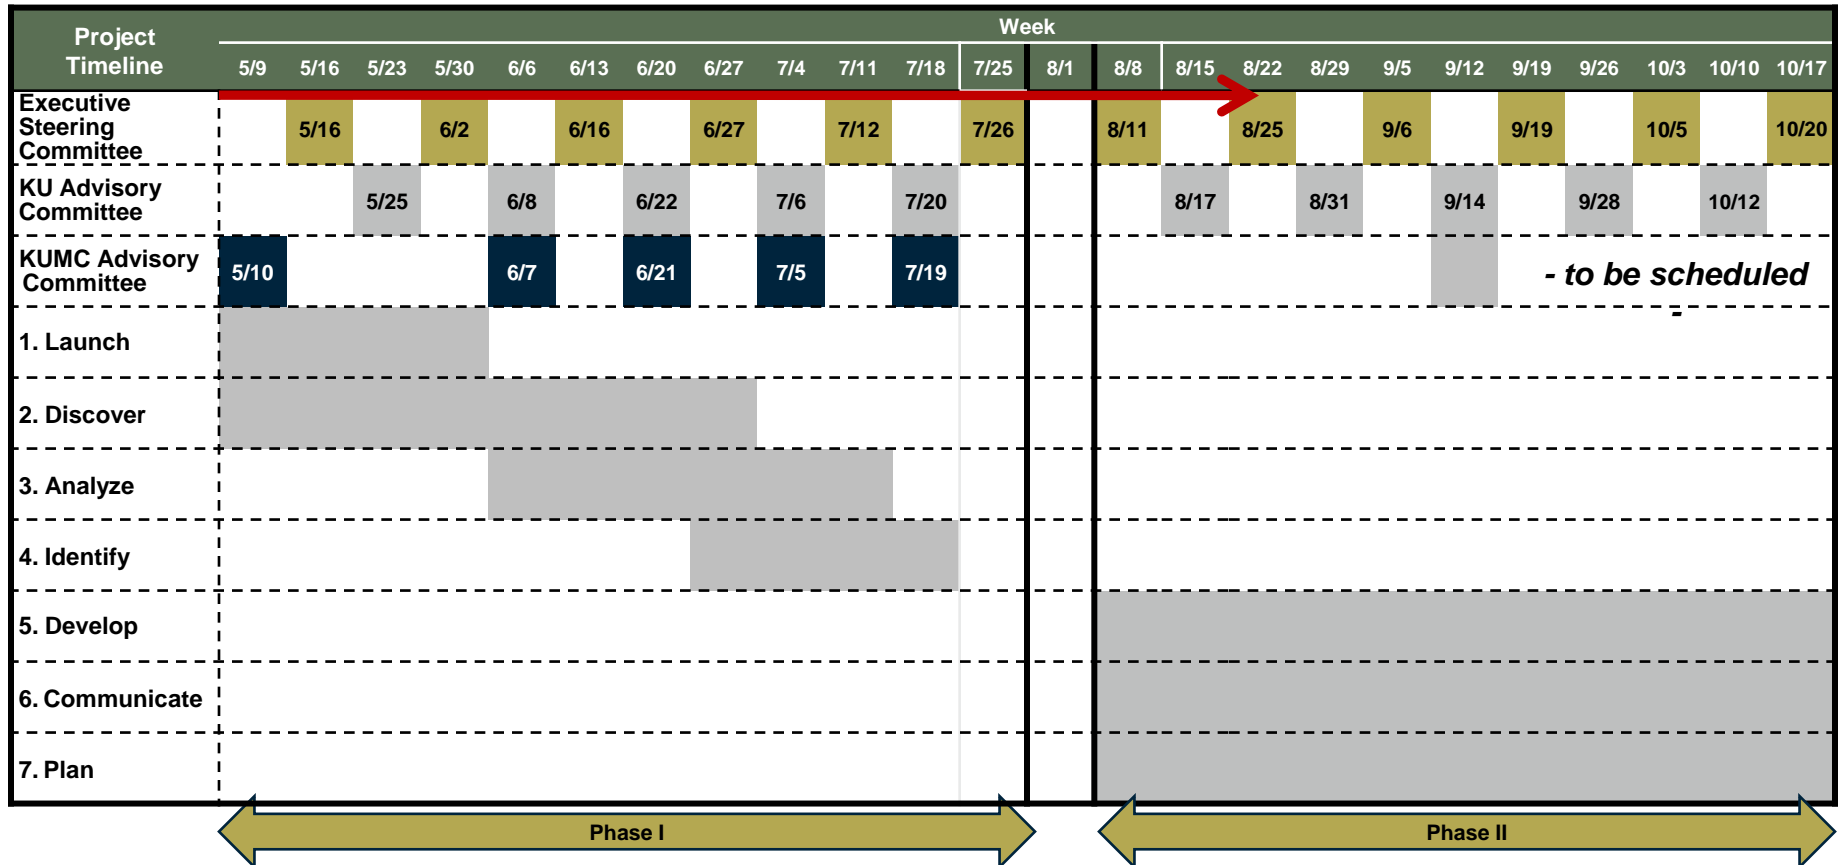 Project
Timeline
Week
5/9 5/16 5/23 5/30 6/6 6/13 6/20 6/27 7/4 7/11 7/18 7/25 8/1 8/8 8/15 8/22 8/29 9/5 9/12 9/19 9/26 10/3 10/10 10/17
Executive
Steering
Committee
5/16 6/2 6/16 6/27 7/12 7/26 8/11 8/25 9/6 9/19 10/5 10/20
KU Advisory
Committee
5/25 6/8 6/22 7/6 7/20 8/17 8/31 9/14 9/28 10/12
KUMC Advisory
Committee
5/10 6/7 6/21 7/5 7/19
- to be scheduled
-
1. Launch
2. Discover
3. Analyze
4. Identify
5. Develop
6. Communicate
7. Plan
Phase I
Phase II